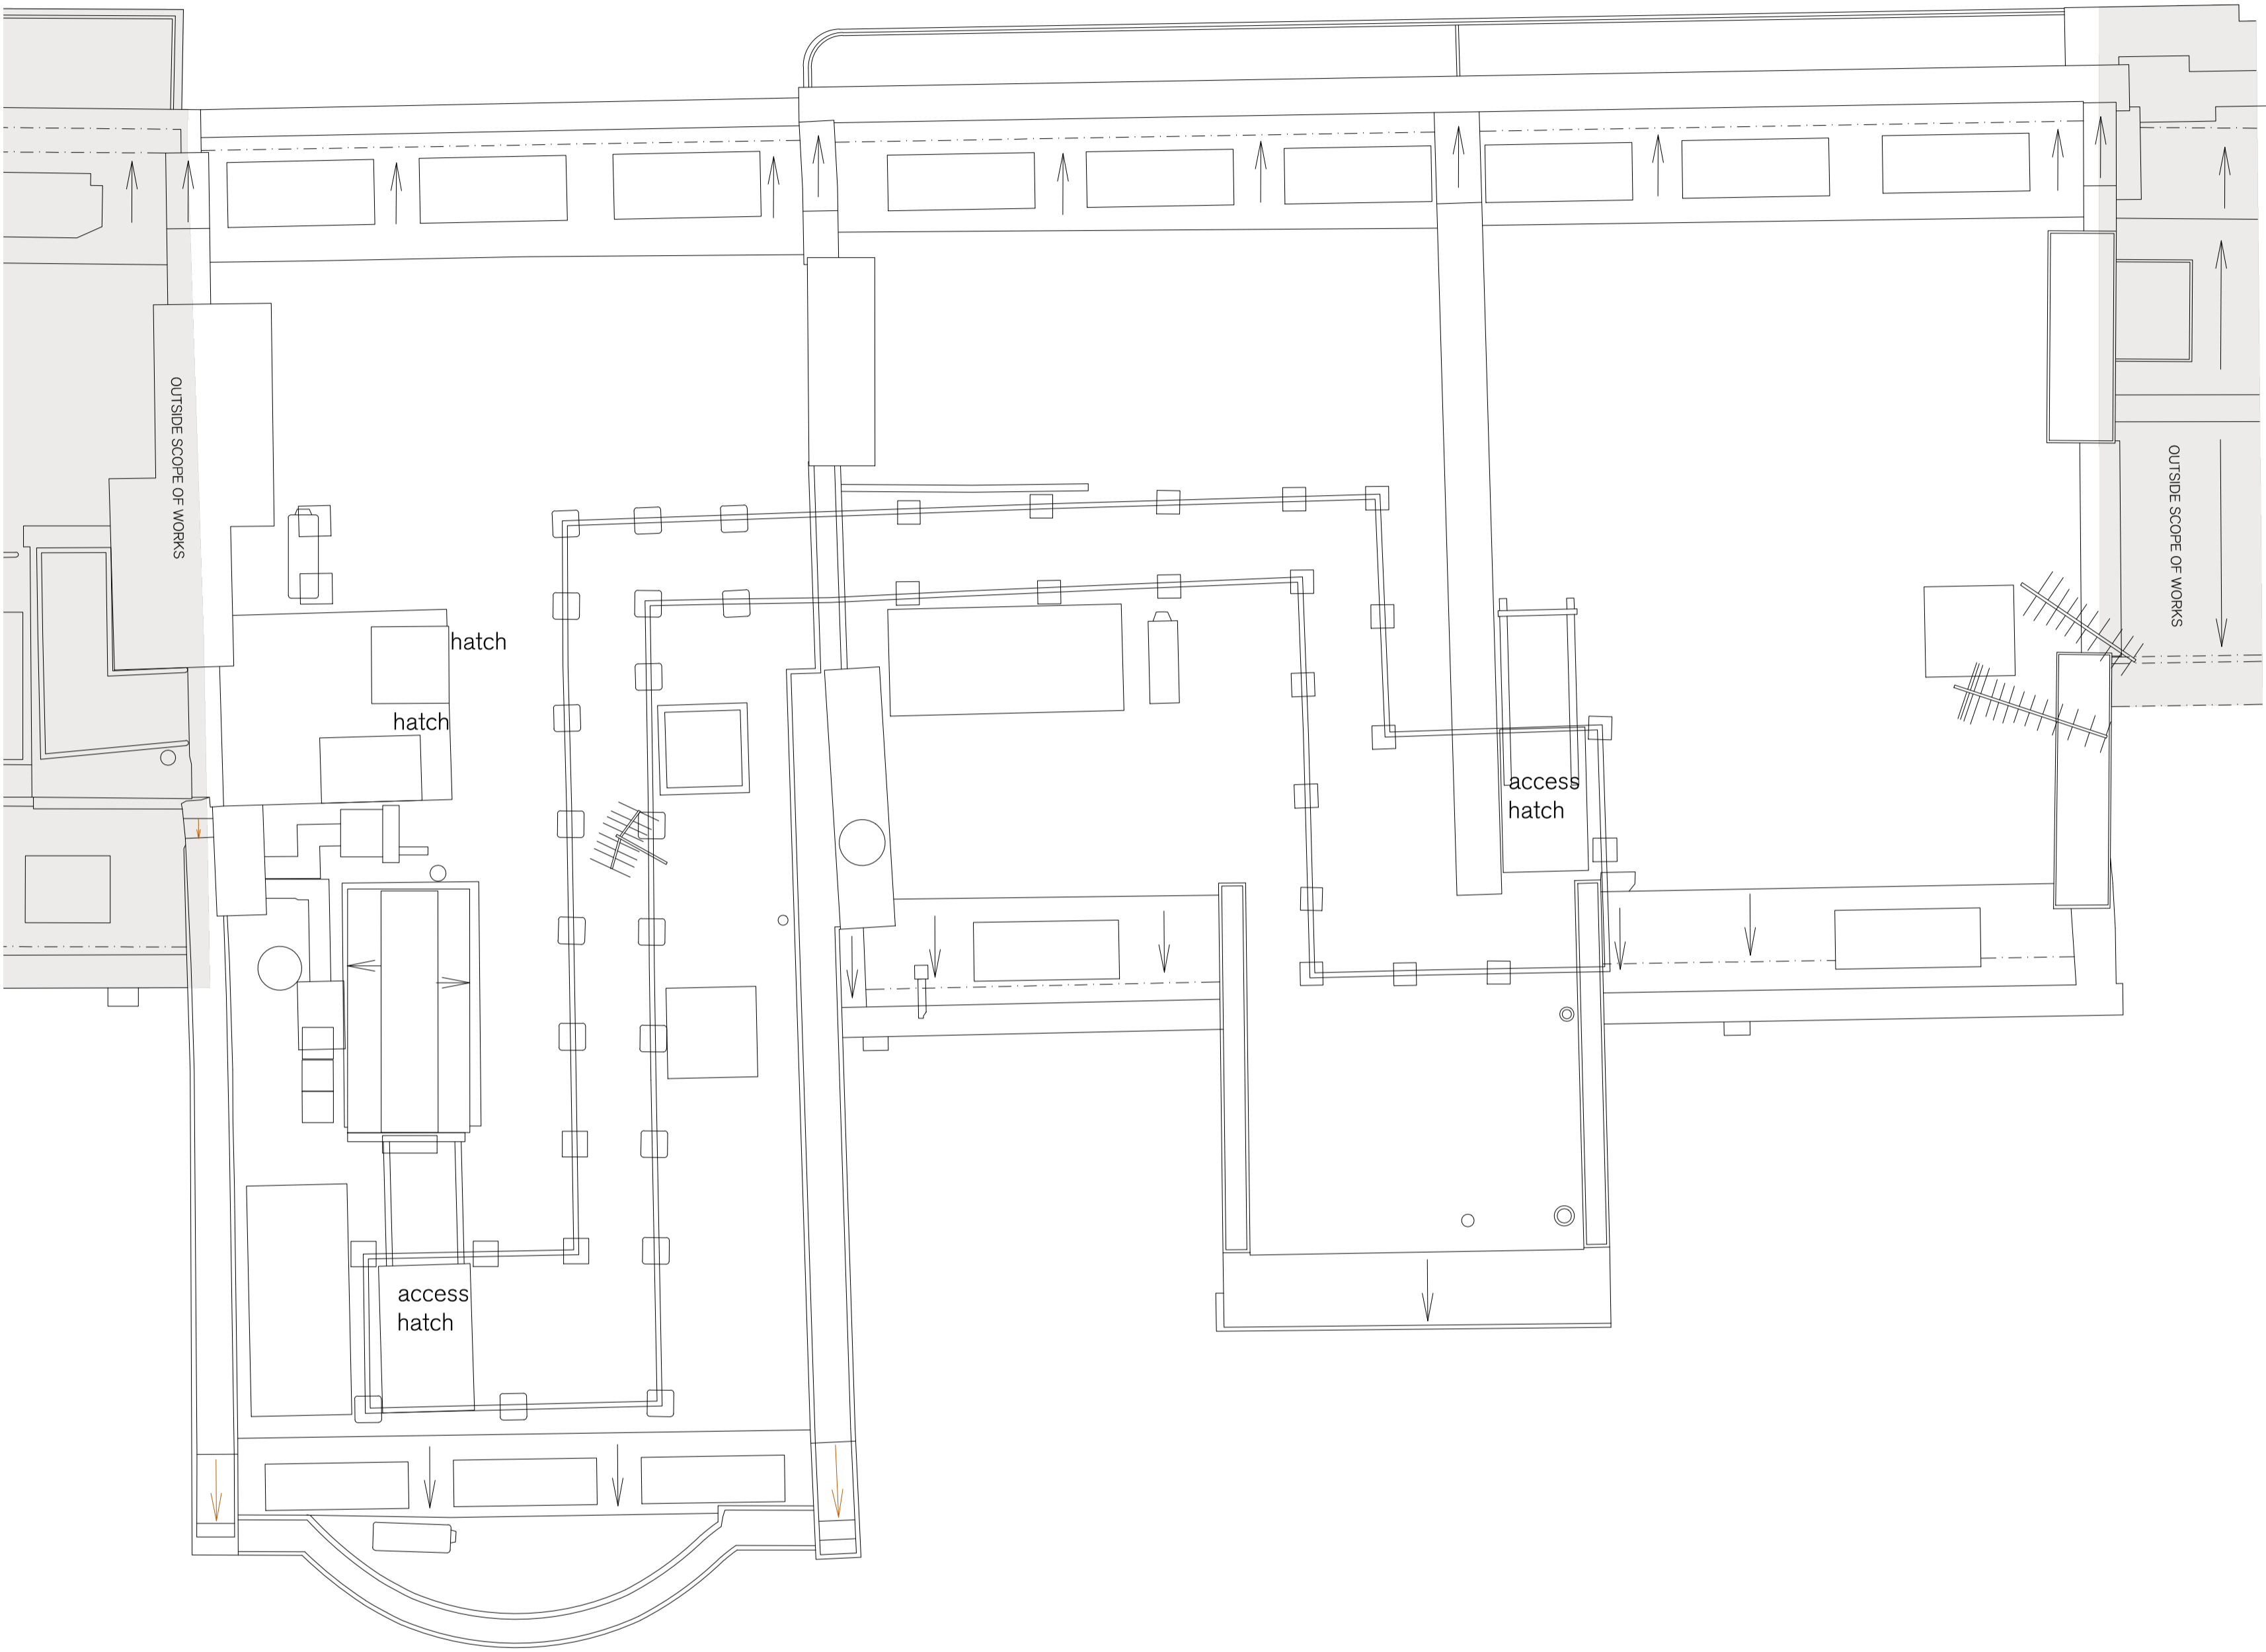 OUTSIDE SCOPE OF WORKS
OUTSIDE SCOPE OF WORKS
hatch
hatch
access
hatch
access
hatch